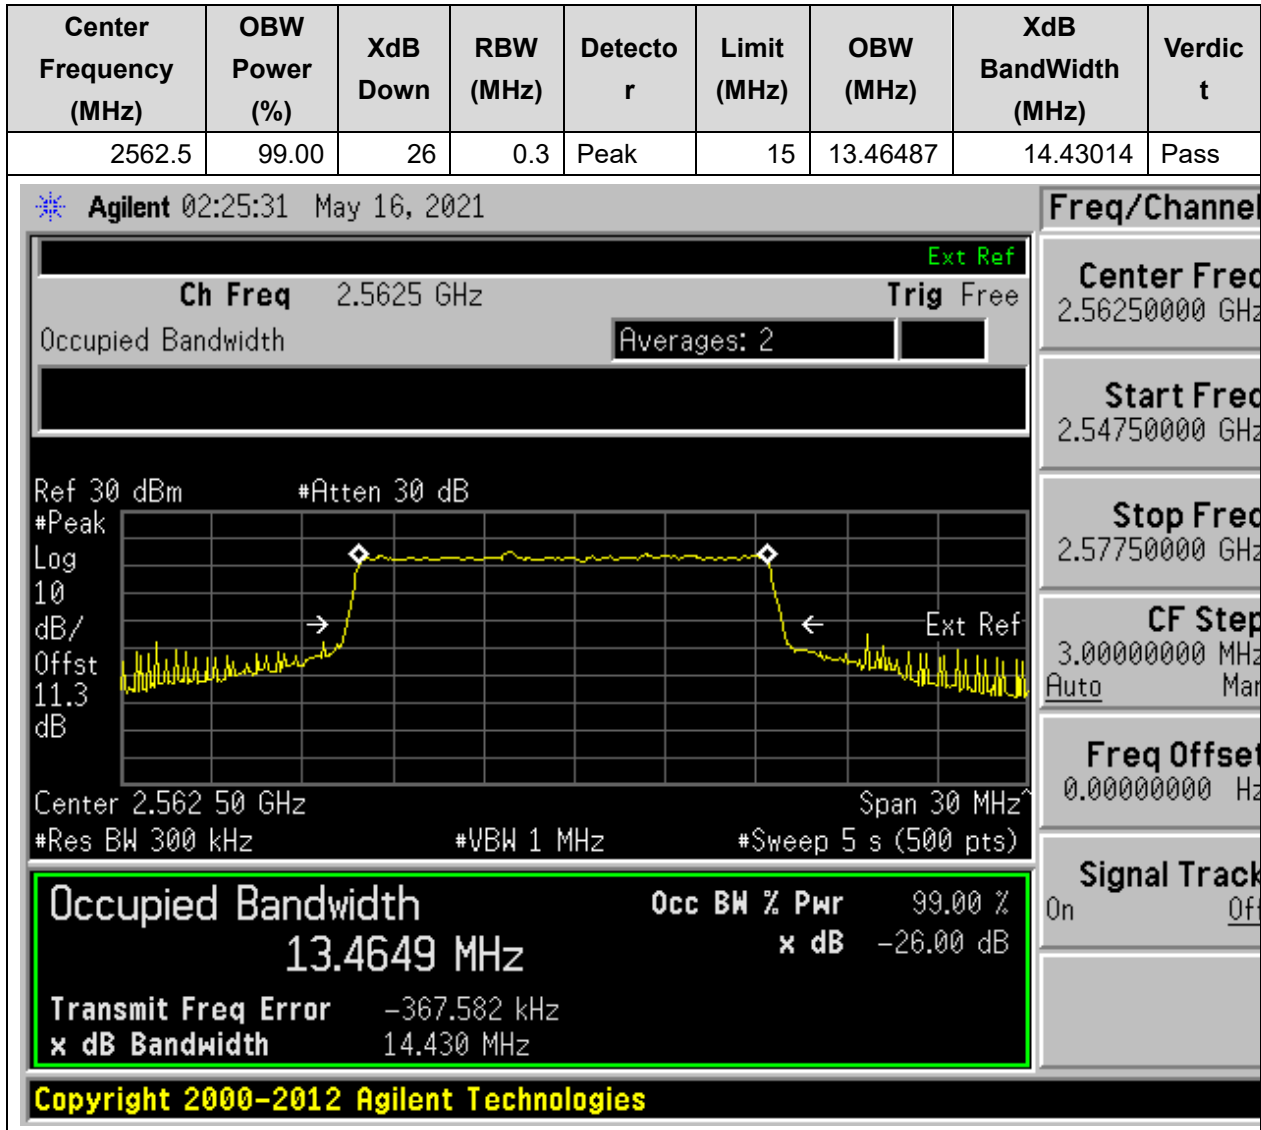 Center Frequency (MHz) OBW Power (%) XdB Down RBW (MHz) Detecto r Limit (MHz) OBW (MHz) XdB BandWidth (MHz) Verdic t
2562.5 99.00 26 0.3 Peak 15 13.46487 14.43014 Pass
Agilent 02:25:31 May 16, 2021
Freq/Channel
Ext Ref
Ch Freq 2.5625 GHz Trig Free
Occupied Bandwidth Averages: 2
Center Freq
2.56250000 GHz
Start Freq
2.54750000 GHz
Stop Freq
2.57750000 GHz
CF Step
3.00000000 MHz
Auto Man
Freq Offset
0.00000000 Hz
Signal Track
On Off
Ref 30 dBm #Atten 30 dB
#Peak
Log
10
dB/
Offst
11.3
dB
Ext Ref
Center 2.562 50 GHz Span 30 MHz^
#Res BW 300 kHz #VBW 1 MHz #Sweep 5 s (500 pts)
Occupied Bandwidth Occ BW % Pwr 99.00 %
13.4649 MHz x dB -26.00 dB
Transmit Freq Error -367.582 kHz
x dB Bandwidth 14.430 MHz
Copyright 2000-2012 Agilent Technologies